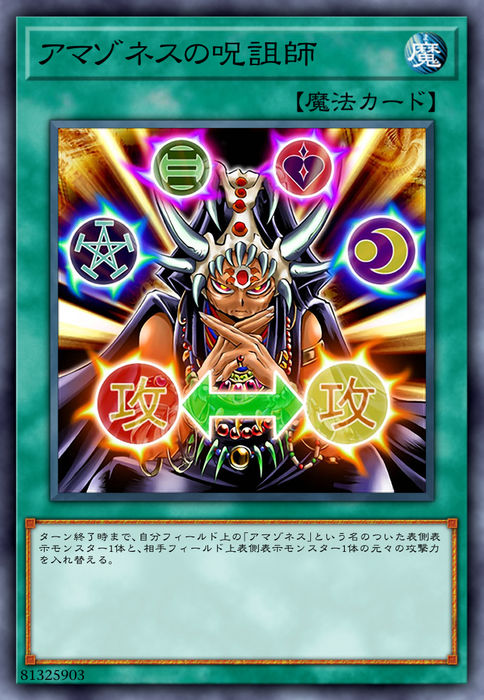 アマゾネスの呪詛師
魔
【魔法カード】
攻 攻
ターン終了時まで、自分フィールド上の「アマゾネス」という名のついた表側表
示モンスター1体と、相手フィールド上表側表示モンスター1体の元々の攻撃力
を入れ替える。
81325903